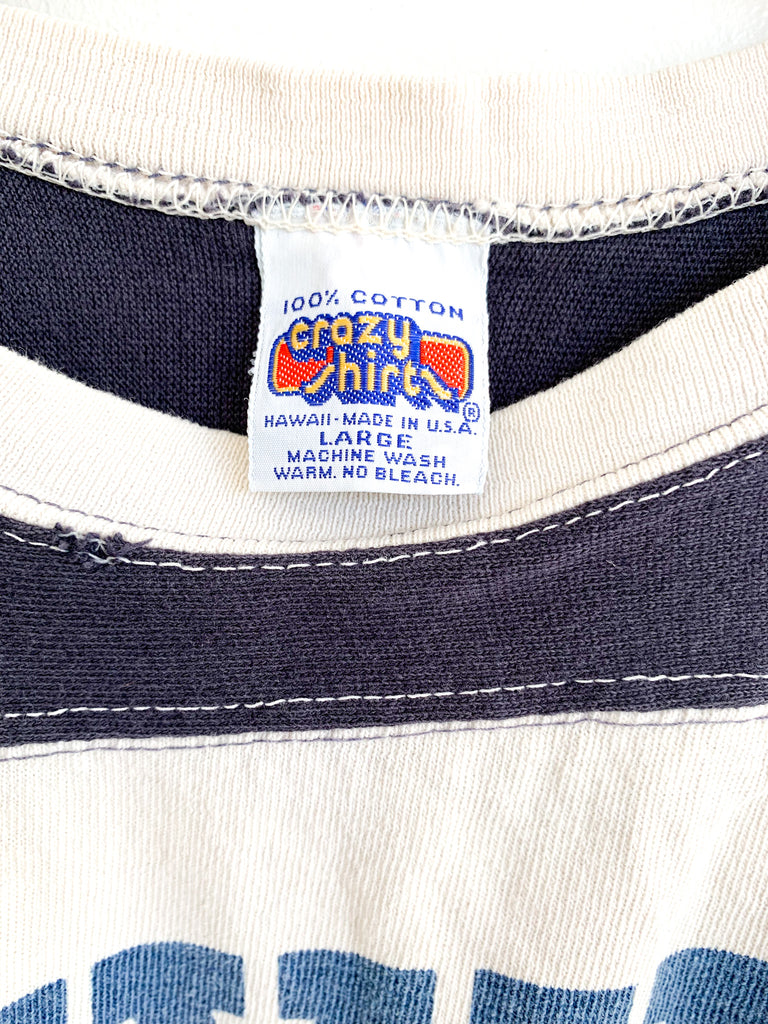 100% COTTON
crazy
shirts
®
HAWAII-MADE IN U.S.A.
LARGE
MACHINE WASH
WARM. NO BLEACH.